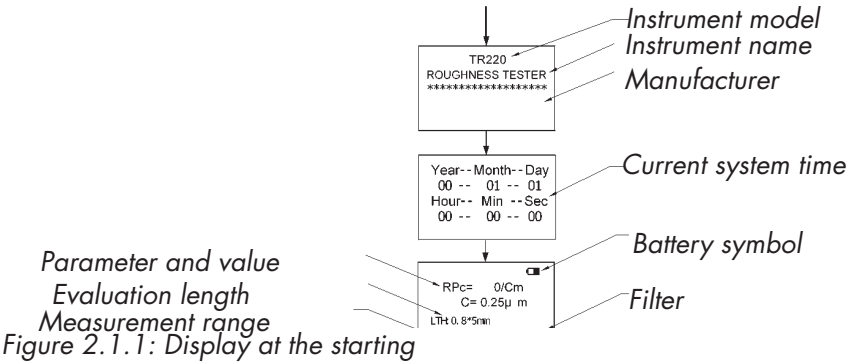 Instrument model
TR220
Instrument name
ROUGHNESS TESTER
*******************
Manufacturer
Year-- Month-- Day
00 -- 01 -- 01
Current system time
Hour-- Min --Sec
00 -- 00 -- 00
Battery symbol
Parameter and value
RPc= 0/Cm
Evaluation length
C= 0.25μ m
Filter
Measurement range
LTH: 0. 8*5mm
Figure 2.1.1: Display at the starting